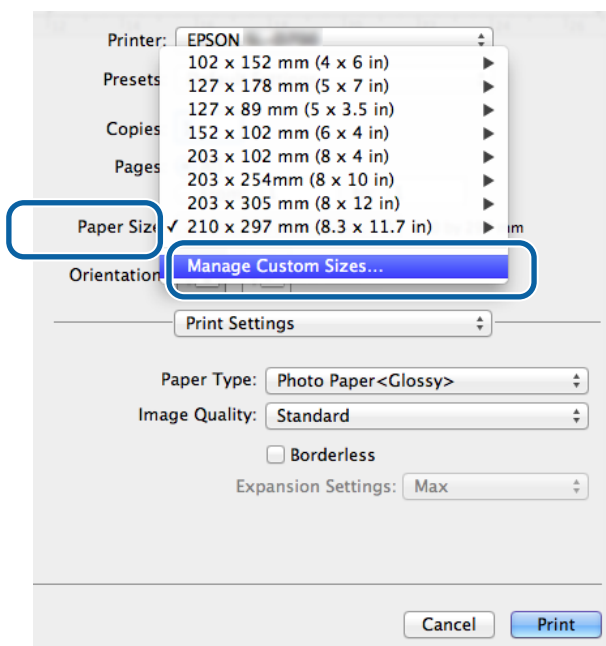 Printer: EPSON
102 x 152 mm (4 x 6 in)
Presets
127 x 178 mm (5 x 7 in)
127 x 89 mm (5 x 3.5 in)
Copies
152 x 102 mm (6 x 4 in)
203 x 102 mm (8 x 4 in)
Pages
203 x 254mm (8 x 10 in)
203 x 305 mm (8 x 12 in)
Paper Size ✓ 210 x 297 mm (8.3 x 11.7 in) mm
Manage Custom Sizes...
Orientation
Print Settings
Paper Type: Photo Paper<Glossy>
Image Quality: Standard
Borderless
Expansion Settings: Max
Cancel Print